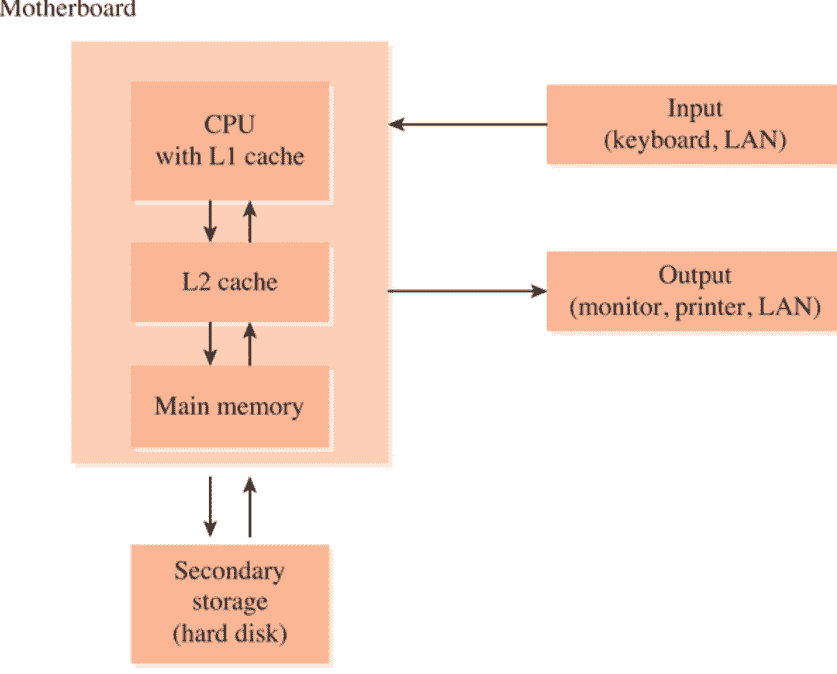 Motherboard
CPU
with L1 cache
L2 cache
Main memory
Secondary
storage
(hard disk)
Input
(keyboard, LAN)
Output
(monitor, printer, LAN)